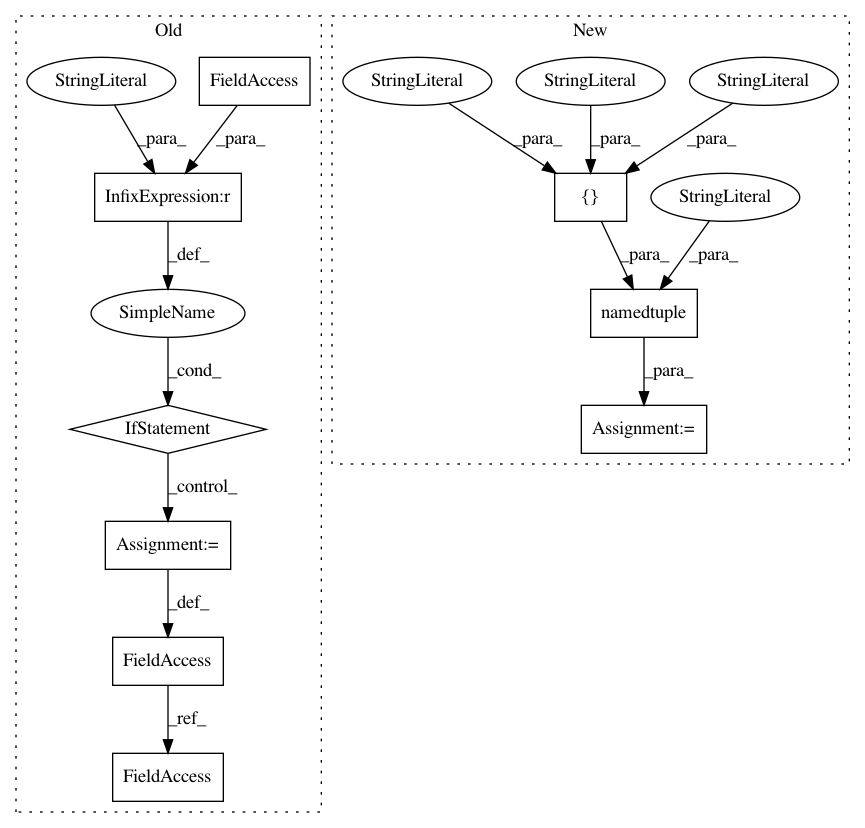 Old
New
StringLiteral
FieldAccess
StringLiteral
StringLiteral
StringLiteral
_para_
_para_
_para_
_para_
_para_
InfixExpression:r
{}
StringLiteral
_def_
_para_
_para_
SimpleName
namedtuple
_cond_
_para_
IfStatement
Assignment:=
_control_
Assignment:=
_def_
FieldAccess
_ref_
FieldAccess